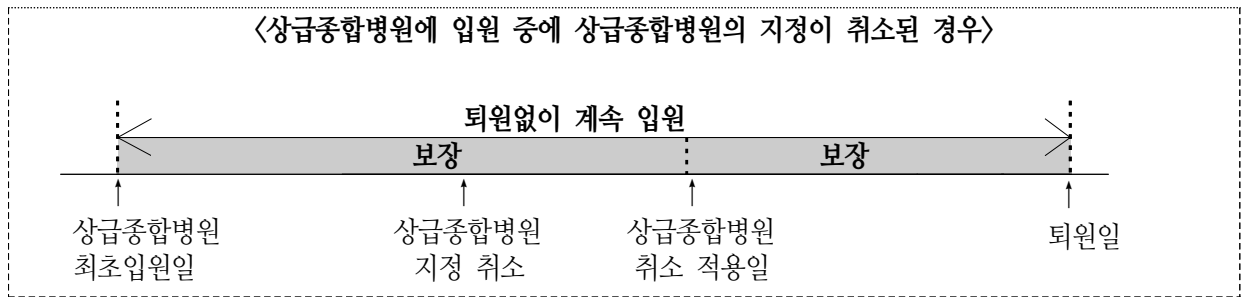 〈상급종합병원에 입원 중에 상급종합병원의 지정이 취소된 경우〉
퇴원없이 계속 입원
보장
보장
상급종합병원
최초입원일
상급종합병원
지정 취소
상급종합병원
취소 적용일
퇴원일